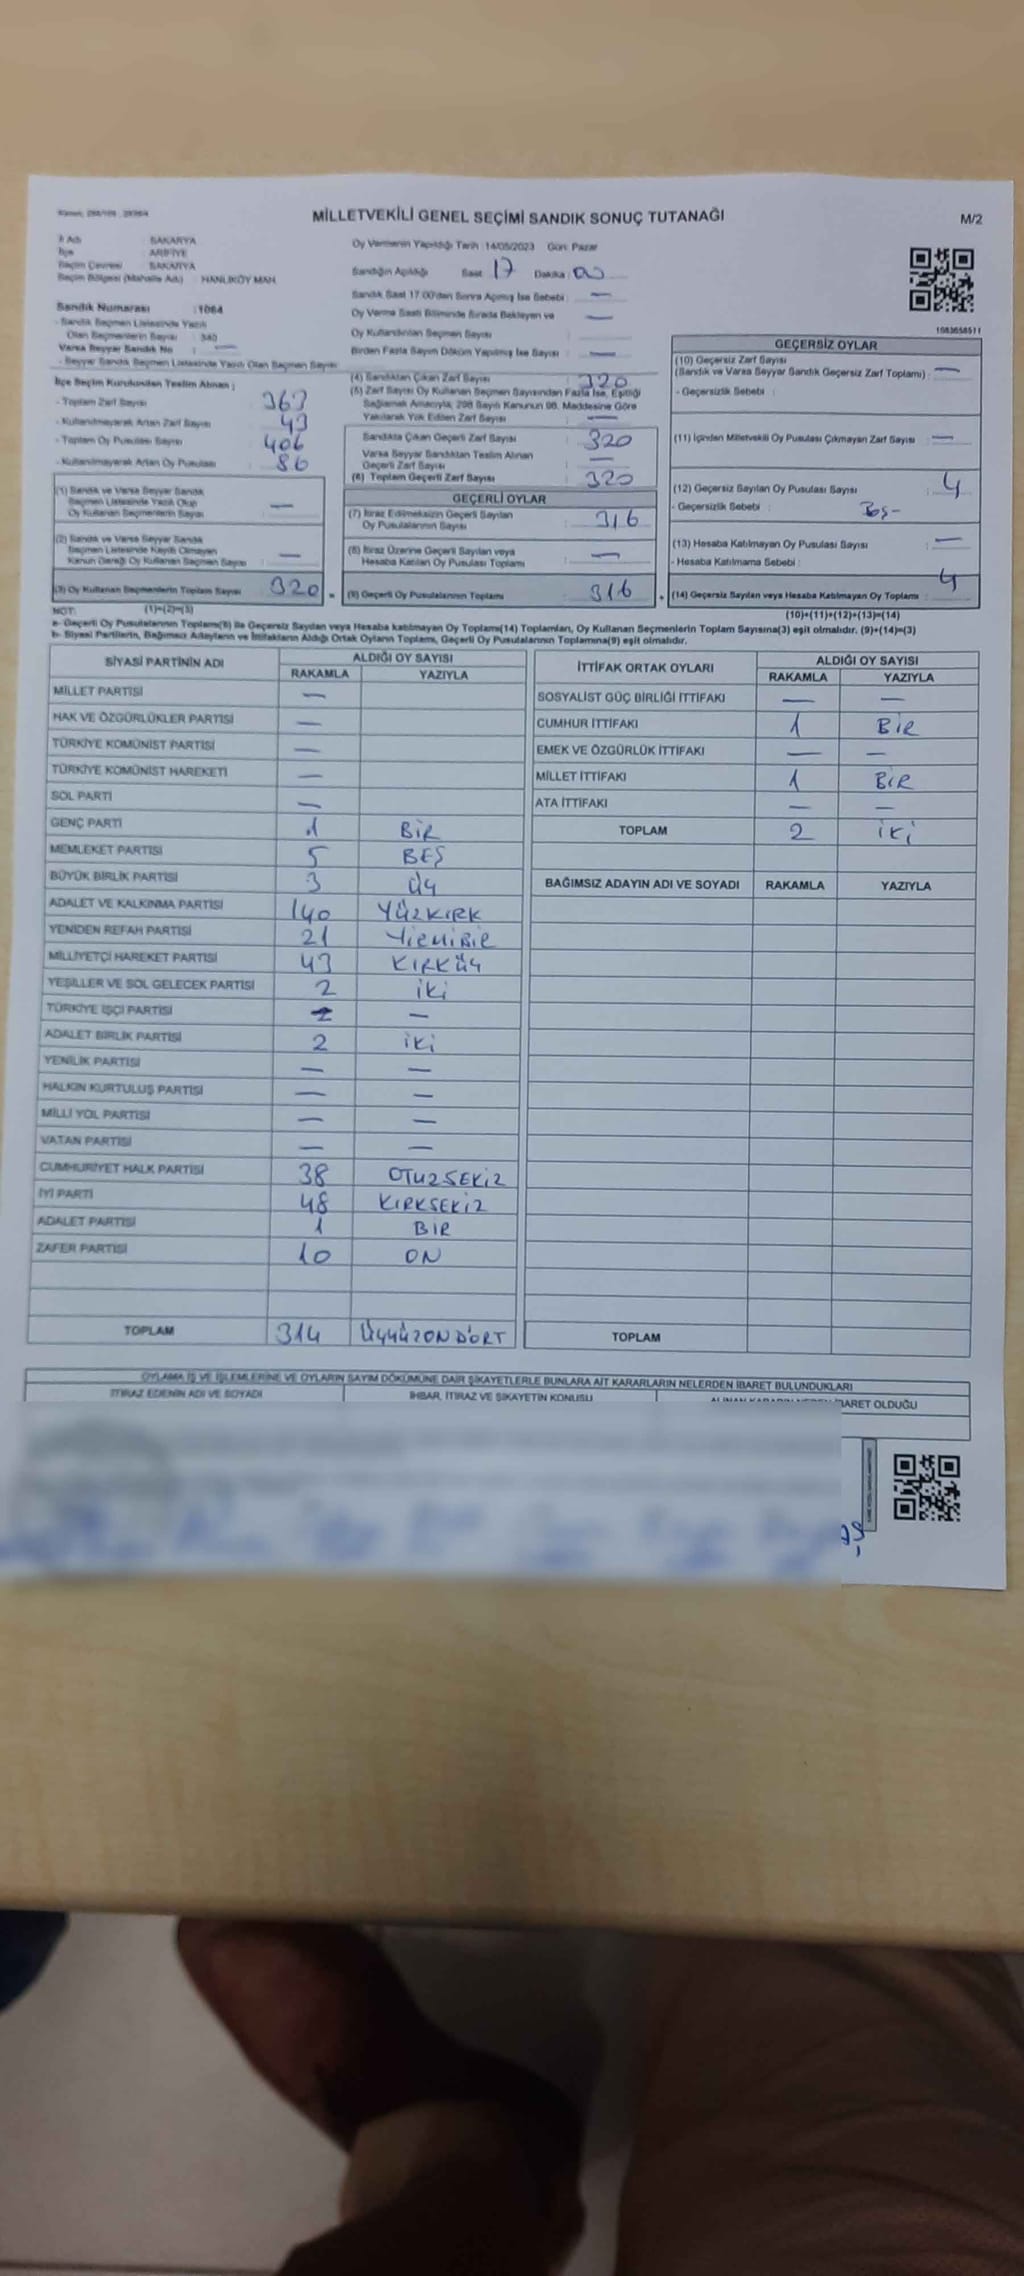 MİLLETVEKİLİ GENEL SEÇİMİ SANDIK SONUÇ TUTANAĞI
M/2
İl Adı : SAKARYA
İlçe : ARİFİYE
Seçim Çevresi : SAKARYA
Seçim Bölgesi (Mahalle Adı) : HANLIKÖY MAH.
Sandık Numarası : 1064
- Sandık Seçmen Listesinde Yazılı
Olan Seçmenlerin Sayısı : 340
Varsa Seyyar Sandık No : —
- Seyyar Sandık Seçmen Listesinde Yazılı Olan Seçmen Sayısı:
İlçe Seçim Kurulundan Teslim Alınan ;
- Toplam Zarf Sayısı 363
- Kullanılmayarak Artan Zarf Sayısı 43
- Toplam Oy Pusulası Sayısı 406
- Kullanılmayarak Artan Oy Pusulası 86
(1) Sandık ve Varsa Seyyar Sandık
Seçmen Listesinde Yazılı Olup
Oy Kullanan Seçmenlerin Sayısı : —
(2) Sandık ve Varsa Seyyar Sandık
Seçmen Listesinde Kayıtlı Olmayan
Kanun Gereği Oy Kullanan Seçmen Sayısı : —
(3) Oy Kullanan Seçmenlerin Toplam Sayısı 320
Oy Vermenin Yapıldığı Tarih : 14/05/2023 Gün: Pazar
Sandığın Açıldığı Saat : 17 Dakika : 00
Sandık Saat 17:00'dan Sonra Açılmış İse Sebebi : —
Oy Verme Saati Bitiminde Sırada Bekleyen ve
Oy Kullandırılan Seçmen Sayısı : —
Birden Fazla Sayım Döküm Yapılmış İse Sayısı : —
(4) Sandıktan Çıkan Zarf Sayısı : 320
(5) Zarf Sayısı Oy Kullanan Seçmen Sayısından Fazla İse, Eşitliği
Sağlamak Amacıyla, 298 Sayılı Kanunun 98. Maddesine Göre
Yakılarak Yok Edilen Zarf Sayısı : —
Sandıkta Çıkan Geçerli Zarf Sayısı : 320
Varsa Seyyar Sandıktan Teslim Alınan
Geçerli Zarf Sayısı : —
(6) Toplam Geçerli Zarf Sayısı : 320
GEÇERLİ OYLAR
(7) İtiraz Edilmeksizin Geçerli Sayılan
Oy Pusulalarının Sayısı : 316
(8) İtiraz Üzerine Geçerli Sayılan veya
Hesaba Katılan Oy Pusulası Toplamı : —
(9) Geçerli Oy Pusulalarının Toplamı : 316
1083658511
GEÇERSİZ OYLAR
(10) Geçersiz Zarf Sayısı
(Sandık ve Varsa Seyyar Sandık Geçersiz Zarf Toplamı) : —
- Geçersizlik Sebebi :
(11) İçinden Milletvekili Oy Pusulası Çıkmayan Zarf Sayısı : —
(12) Geçersiz Sayılan Oy Pusulası Sayısı : 4
- Geçersizlik Sebebi : Boş-
(13) Hesaba Katılmayan Oy Pusulası Sayısı : —
- Hesaba Katılmama Sebebi :
(14) Geçersiz Sayılan veya Hesaba Katılmayan Oy Toplamı : 4
NOT: (1)+(2)=(3) (10)+(11)+(12)+(13)=(14)
a- Geçerli Oy Pusulalarının Toplamı(9) ile Geçersiz Sayılan veya Hesaba katılmayan Oy Toplamı(14) Toplamları, Oy Kullanan Seçmenlerin Toplam Sayısına(3) eşit olmalıdır. (9)+(14)=(3)
b- Siyasi Partilerin, Bağımsız Adayların ve İttifakların Aldığı Ortak Oyların Toplamı, Geçerli Oy Pusulalarının Toplamına(9) eşit olmalıdır.
SİYASİ PARTİNİN ADI ALDIĞI OY SAYISI
RAKAMLA YAZIYLA
MİLLET PARTİSİ —
HAK VE ÖZGÜRLÜKLER PARTİSİ —
TÜRKİYE KOMÜNİST PARTİSİ —
TÜRKİYE KOMÜNİST HAREKETİ —
SOL PARTİ —
GENÇ PARTİ 1 BİR
MEMLEKET PARTİSİ 5 BEŞ
BÜYÜK BİRLİK PARTİSİ 3 Üç
ADALET VE KALKINMA PARTİSİ 140 YÜZKIRK
YENİDEN REFAH PARTİSİ 21 YİRMİBİR
MİLLİYETÇİ HAREKET PARTİSİ 43 KIRKÜÇ
YEŞİLLER VE SOL GELECEK PARTİSİ 2 İKİ
TÜRKİYE İŞÇİ PARTİSİ —
ADALET BİRLİK PARTİSİ 2 İKİ
YENİLİK PARTİSİ — —
HALKIN KURTULUŞ PARTİSİ — —
MİLLİ YOL PARTİSİ — —
VATAN PARTİSİ — —
CUMHURİYET HALK PARTİSİ 38 OTUZSEKİZ
İYİ PARTİ 48 KIRKSEKİZ
ADALET PARTİSİ 1 BİR
ZAFER PARTİSİ 10 ON
TOPLAM 314 ÜÇYÜZONDÖRT
İTTİFAK ORTAK OYLARI ALDIĞI OY SAYISI
RAKAMLA YAZIYLA
SOSYALİST GÜÇ BİRLİĞİ İTTİFAKI — —
CUMHUR İTTİFAKI 1 BİR
EMEK VE ÖZGÜRLÜK İTTİFAKI — —
MİLLET İTTİFAKI 1 BİR
ATA İTTİFAKI — —
TOPLAM 2 İKİ
BAĞIMSIZ ADAYIN ADI VE SOYADI RAKAMLA YAZIYLA
TOPLAM
OYLAMA İŞ VE İŞLEMLERİNE VE OYLARIN SAYIM DÖKÜMÜNE DAİR ŞİKAYETLERLE BUNLARA AİT KARARLARIN NELERDEN İBARET BULUNDUKLARI
İTİRAZ EDENİN ADI VE SOYADI
İHBAR, İTİRAZ VE ŞİKAYETİN KONUSU
OLDUĞU